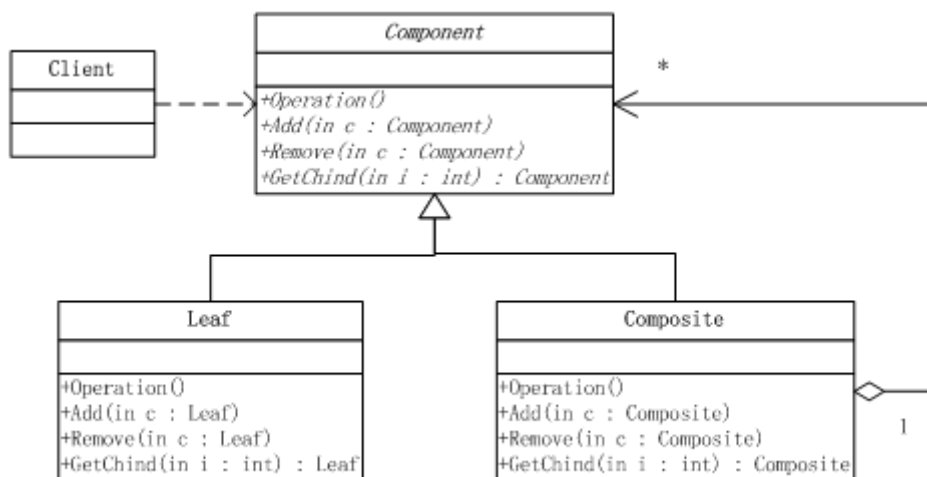 Component
Client
*
+Operation()
+Add(in c : Component)
+Remove(in c : Component)
+GetChind(in i : int) : Component
Leaf
+Operation()
+Add(in c : Leaf)
+Remove(in c : Leaf)
+GetChind(in i : int) : Leaf
Composite
+Operation()
+Add(in c : Composite)
+Remove(in c : Composite)
+GetChind(in i : int) : Composite
1